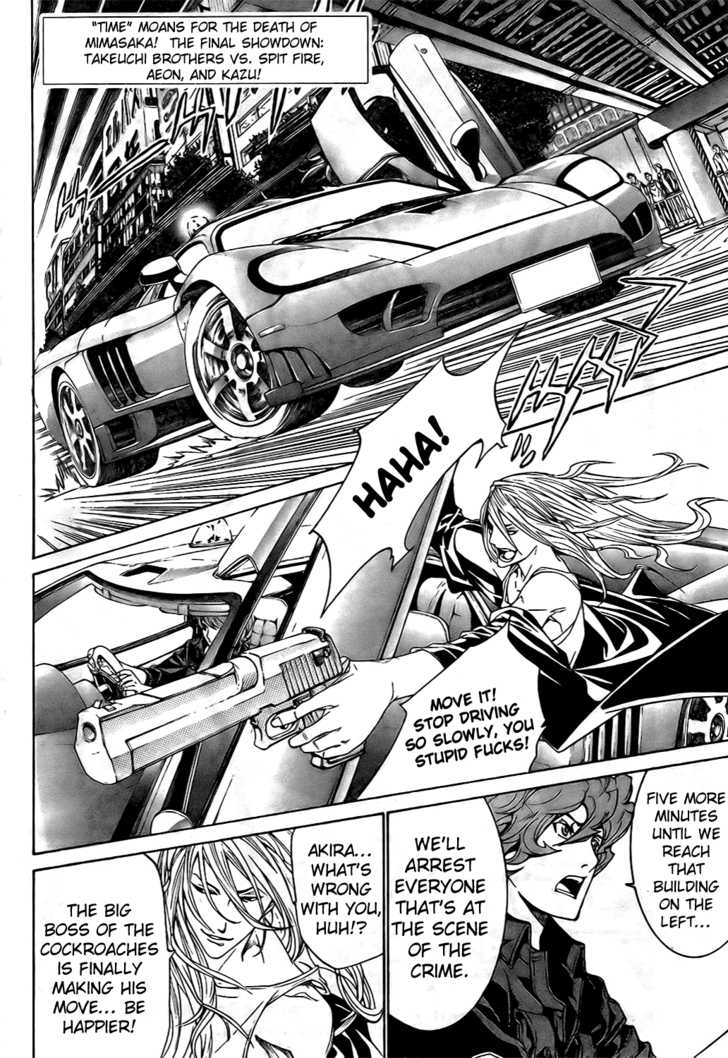 "TIME" MOANS FOR THE DEATH OF
MIMASAKA! THE FINAL SHOWDOWN:
TAKEUCHI BROTHERS VS. SPIT FIRE,
AEON, AND KAZU!
HAHA!
MOVE IT!
STOP DRIVING
SO SLOWLY, YOU
STUPID FUCKS!
FIVE MORE
MINUTES
UNTIL WE
REACH
THAT
BUILDING
ON THE
LEFT...
WE'LL
ARREST
EVERYONE
THAT'S AT
THE SCENE
OF THE
CRIME.
AKIRA...
WHAT'S
WRONG
WITH YOU,
HUH!?
THE BIG
BOSS OF THE
COCKROACHES
IS FINALLY
MAKING HIS
MOVE... BE
HAPPIER!